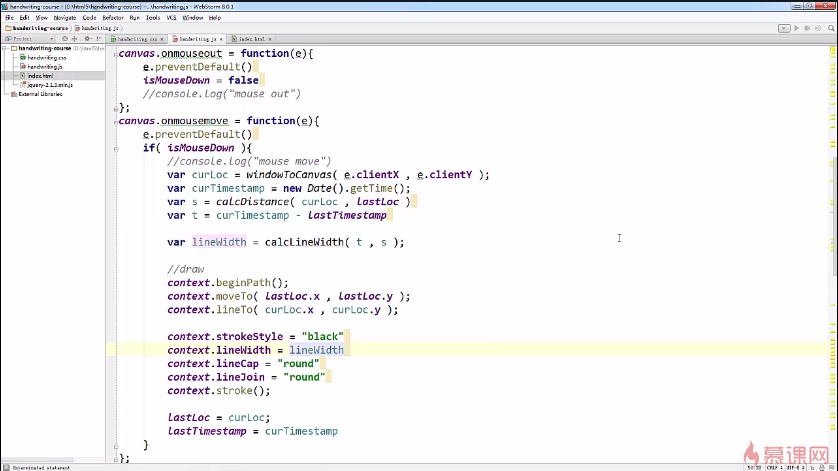 handwriting-course - [D:\html5\handwriting-course] - ...\handwriting.js - WebStorm 8.0.1
File Edit View Navigate Code Refactor Run Tools VCS Window Help
handwriting-course handwriting.js
Project handwriting.css handwriting.js index.html
handwriting-course
handwriting.css
handwriting.js
index.html
jquery-2.1.3.min.js
External Libraries
canvas.onmouseout = function(e){
e.preventDefault()
isMouseDown = false
//console.log("mouse out")
};
canvas.onmousemove = function(e){
e.preventDefault()
if( isMouseDown ){
//console.log("mouse move")
var curLoc = windowToCanvas( e.clientX , e.clientY );
var curTimestamp = new Date().getTime();
var s = calcDistance( curLoc , lastLoc )
var t = curTimestamp - lastTimestamp
var lineWidth = calcLineWidth( t , s );
//draw
context.beginPath();
context.moveTo( lastLoc.x , lastLoc.y );
context.lineTo( curLoc.x , curLoc.y );
context.strokeStyle = "black"
context.lineWidth = lineWidth
context.lineCap = "round"
context.lineJoin = "round"
context.stroke();
lastLoc = curLoc;
lastTimestamp = curTimestamp
}
};
慕课网
Unterminated statement